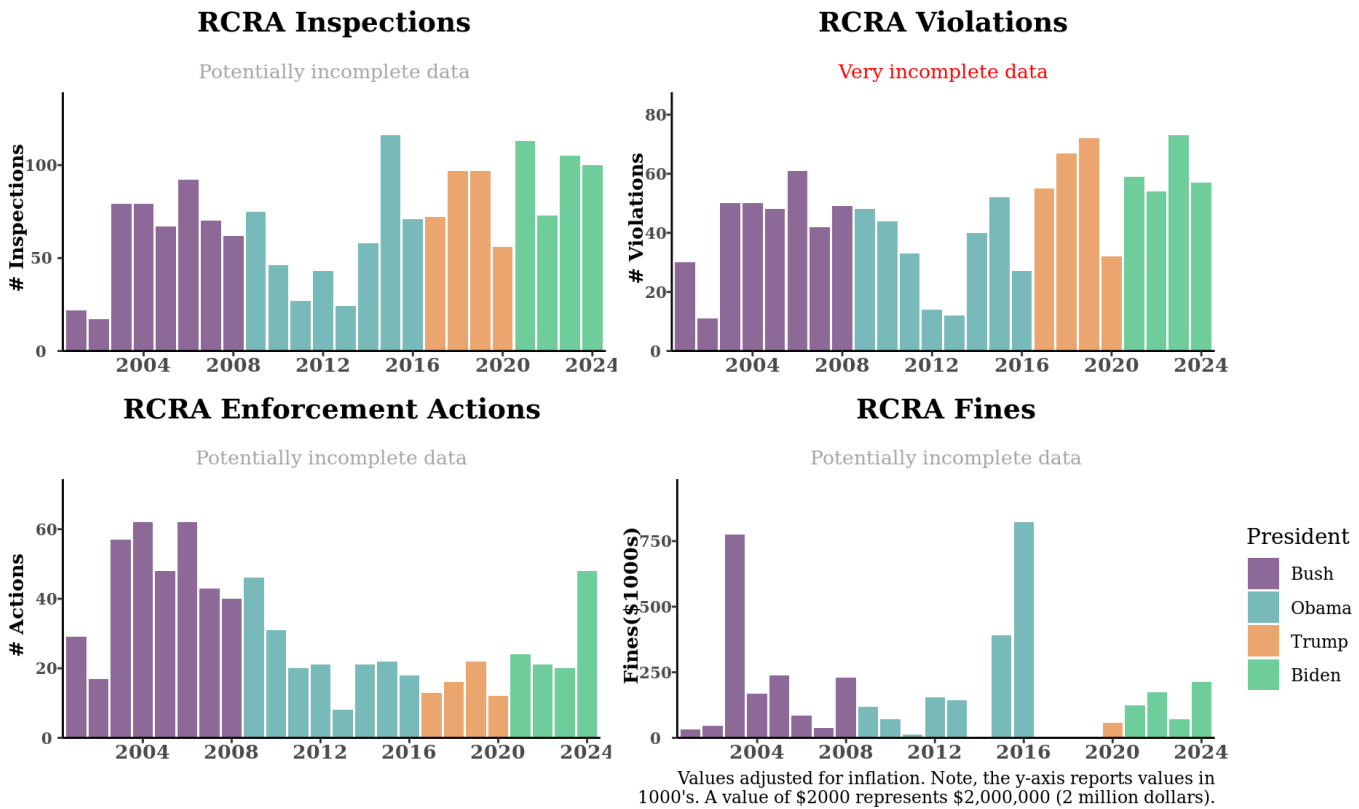 RCRA Inspections
Potentially incomplete data
# Inspections
100
50
0
2004 2008 2012 2016 2020 2024
RCRA Violations
Very incomplete data
# Violations
80
60
40
20
0
2004 2008 2012 2016 2020 2024
RCRA Enforcement Actions
Potentially incomplete data
# Actions
60
40
20
0
2004 2008 2012 2016 2020 2024
RCRA Fines
Potentially incomplete data
Fines($1000s)
750
500
250
0
2004 2008 2012 2016 2020 2024
Values adjusted for inflation. Note, the y-axis reports values in
1000's. A value of $2000 represents $2,000,000 (2 million dollars).
President
Bush
Obama
Trump
Biden